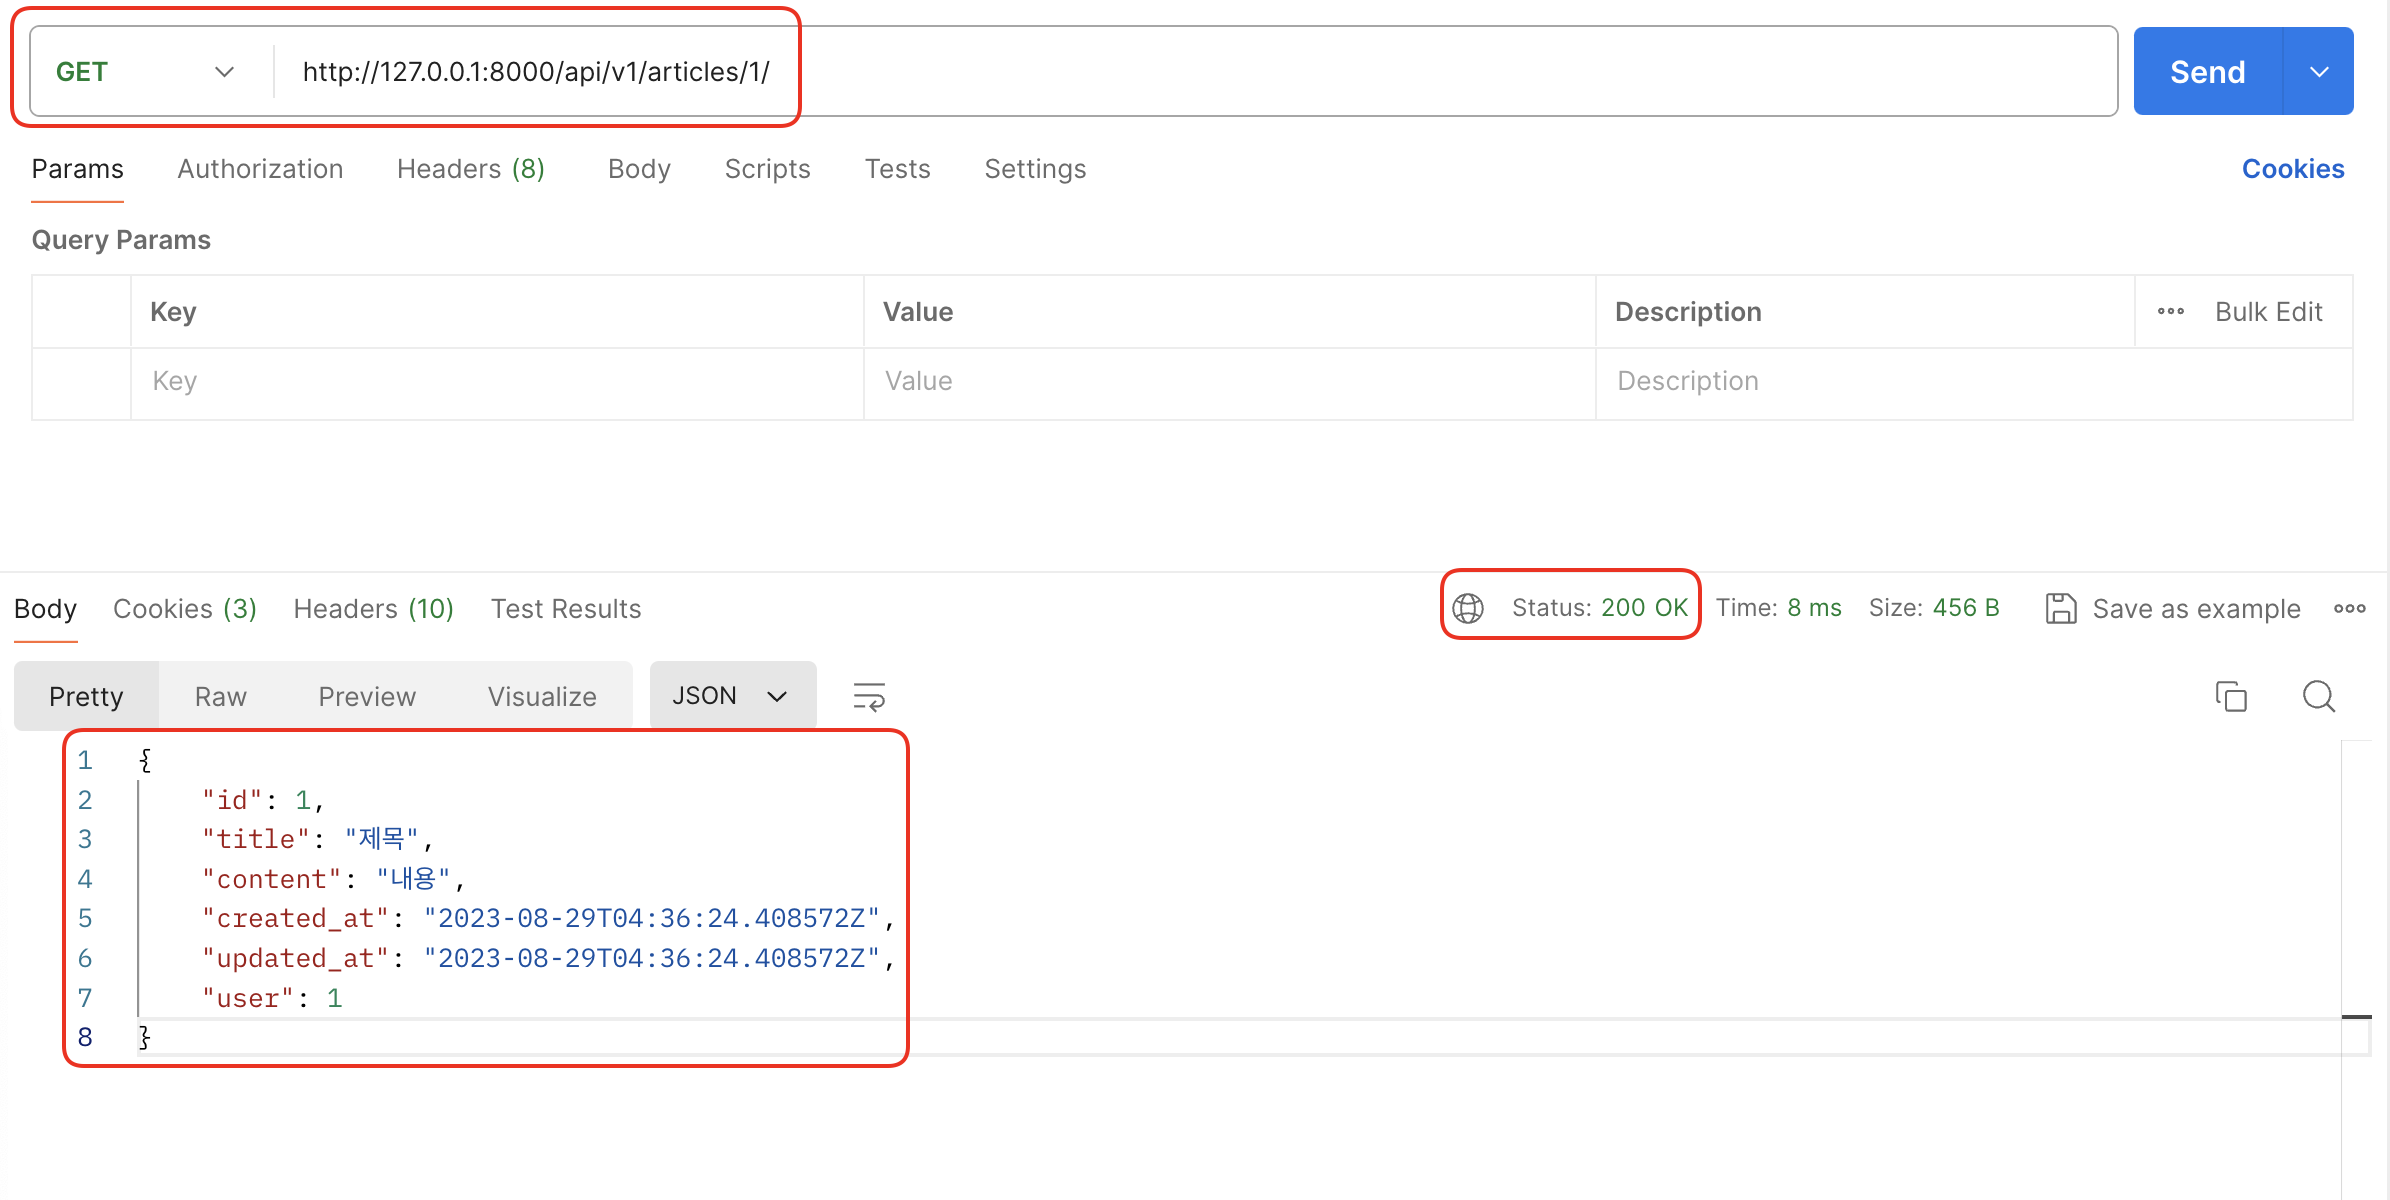 GET http://127.0.0.1:8000/api/v1/articles/1/ Send
Params Authorization Headers (8) Body Scripts Tests Settings Cookies
Query Params
Key Value Description Bulk Edit
Key Value Description
Body Cookies (3) Headers (10) Test Results Status: 200 OK Time: 8 ms Size: 456 B Save as example
Pretty Raw Preview Visualize JSON
1 {
2 "id": 1,
3 "title": "제목",
4 "content": "내용",
5 "created_at": "2023-08-29T04:36:24.408572Z",
6 "updated_at": "2023-08-29T04:36:24.408572Z",
7 "user": 1
8 }